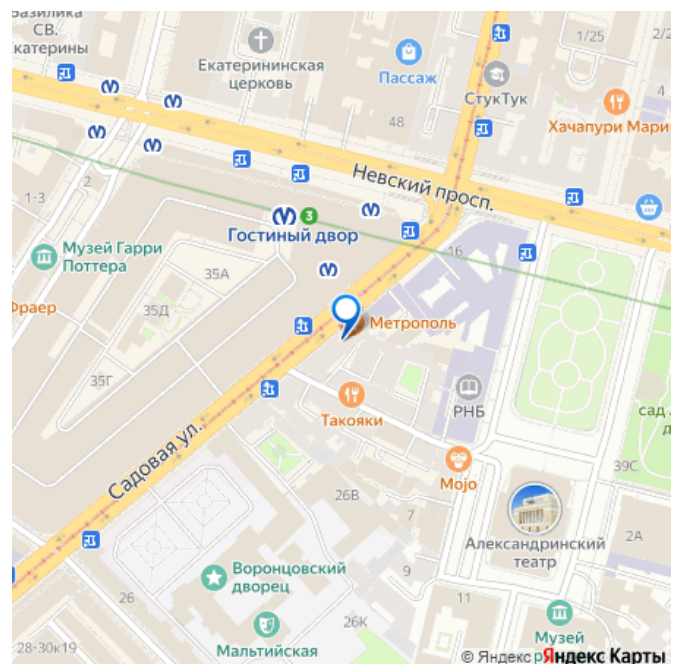 Базилика
СВ.
Екатерины
Екатерининская
церковь
Пассаж
1/25
2/2
СтукТук
4
48
Хачапури Мари
Невский просп.
1-3
2
3
Гостиный двор
16
Музей Гарри
Поттера
35А
Фраер
35Д
Метрополь
35Г
Такояки
РНБ
сад
Садовая ул.
Mojo
39С
26В
7
2А
Александринский
театр
Воронцовский
дворец
9
26
11
26К
Мальтийская
Музей
28-30к19
© Яндекс Яндекс Карты